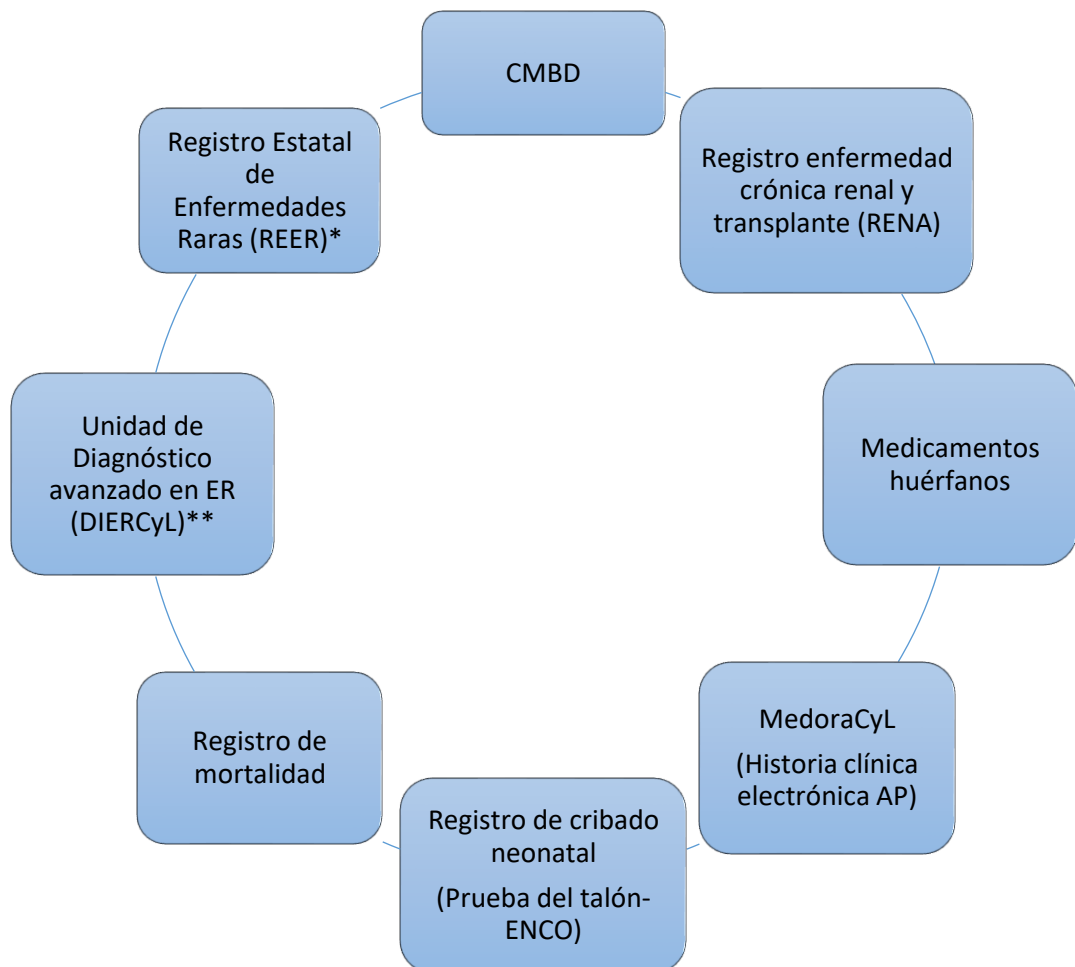 CMBD
Registro enfermedad
crónica renal y
transplante (RENA)
Medicamentos
huérfanos
MedoraCyL
(Historia clínica
electrónica AP)
Registro de cribado
neonatal
(Prueba del talón-
ENCO)
Registro de
mortalidad
Unidad de
Diagnóstico
avanzado en ER
(DIERCyL)**
Registro Estatal
de
Enfermedades
Raras (REER)*